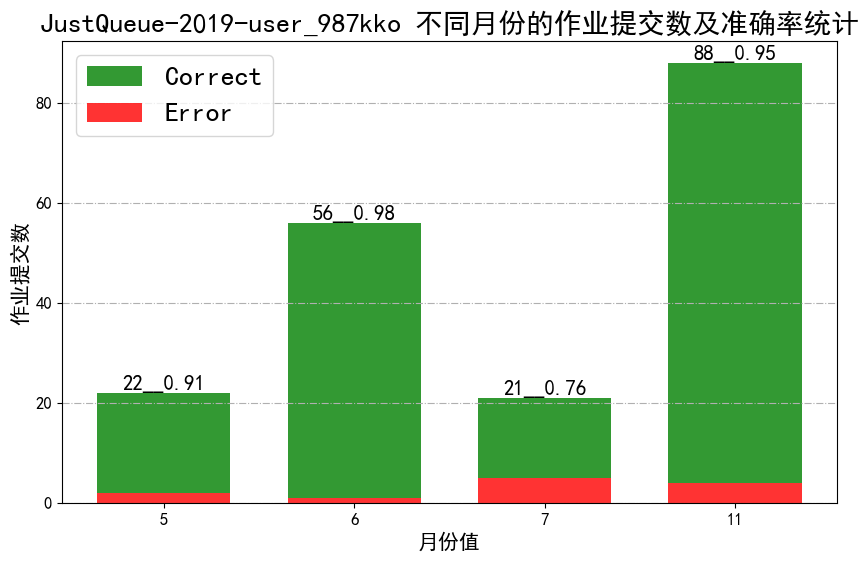 JustQueue-2019-user_987kko 不同月份的作业提交数及准确率统计
Correct
Error
88__0.95
56__0.98
22__0.91
21__0.76
80
60
40
20
0
作业提交数
5 6 7 11
月份值